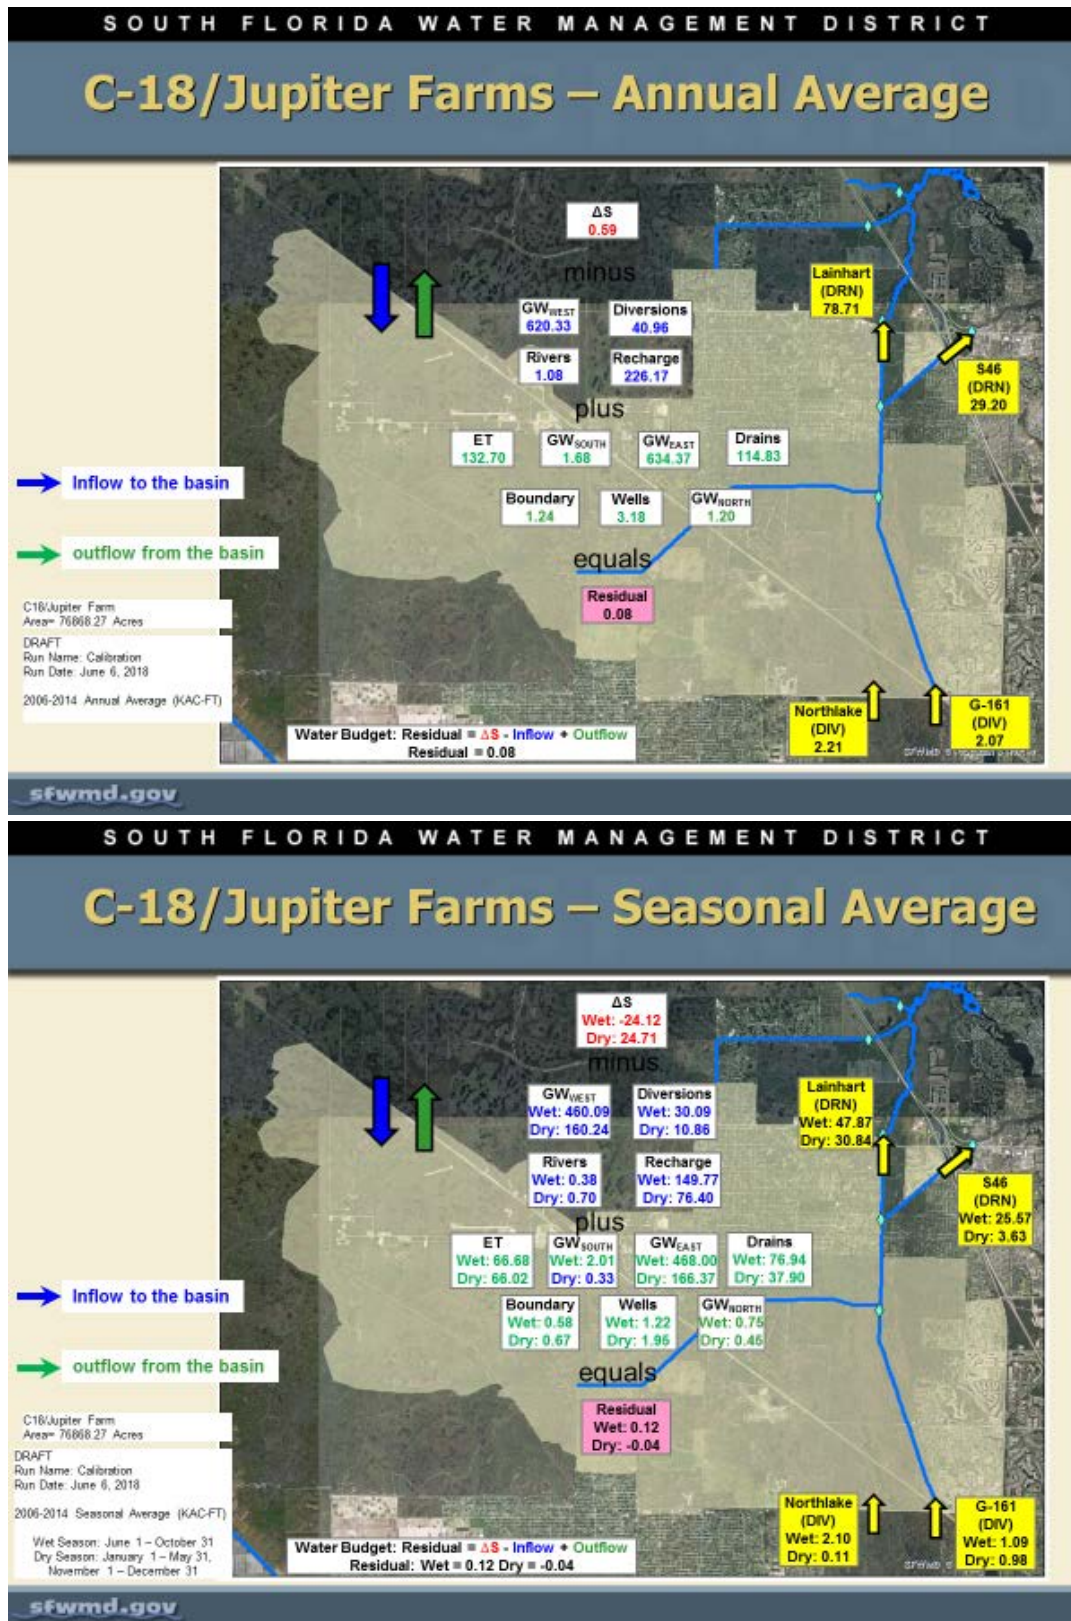 SOUTH FLORIDA WATER MANAGEMENT DISTRICT
C-18/Jupiter Farms – Annual Average
ΔS
0.59
minus
GWWEST
620.33
Diversions
40.96
Rivers
1.08
Recharge
226.17
plus
ET
132.70
GWSOUTH
1.68
GWEAST
634.37
Drains
114.83
Boundary
1.24
Wells
3.18
GWNORTH
1.20
equals
Residual
0.08
Lainhart
(DRN)
78.71
S46
(DRN)
29.20
Northlake
(DIV)
2.21
G-161
(DIV)
2.07
Inflow to the basin
outflow from the basin
C18/Jupiter Farm
Area= 76868.27 Acres
DRAFT
Run Name: Calibration
Run Date: June 6, 2018
2006-2014 Annual Average (KAC-FT)
Water Budget: Residual = ΔS - Inflow + Outflow
Residual = 0.08
sfwmd.gov
SOUTH FLORIDA WATER MANAGEMENT DISTRICT
C-18/Jupiter Farms – Seasonal Average
ΔS
Wet: -24.12
Dry: 24.71
minus
GWWEST
Wet: 460.09
Dry: 160.24
Diversions
Wet: 30.09
Dry: 10.86
Rivers
Wet: 0.38
Dry: 0.70
Recharge
Wet: 149.77
Dry: 76.40
plus
ET
Wet: 66.68
Dry: 66.02
GWSOUTH
Wet: 2.01
Dry: 0.33
GWEAST
Wet: 468.00
Dry: 166.37
Drains
Wet: 76.94
Dry: 37.90
Boundary
Wet: 0.58
Dry: 0.67
Wells
Wet: 1.22
Dry: 1.95
GWNORTH
Wet: 0.75
Dry: 0.45
equals
Residual
Wet: 0.12
Dry: -0.04
Lainhart
(DRN)
Wet: 47.87
Dry: 30.84
S46
(DRN)
Wet: 25.57
Dry: 3.63
Northlake
(DIV)
Wet: 2.10
Dry: 0.11
G-161
(DIV)
Wet: 1.09
Dry: 0.98
Inflow to the basin
outflow from the basin
C18/Jupiter Farm
Area= 76868.27 Acres
DRAFT
Run Name: Calibration
Run Date: June 6, 2018
2006-2014 Seasonal Average (KAC-FT)
Wet Season: June 1 – October 31
Dry Season: January 1 – May 31,
November 1 – December 31
Water Budget: Residual = ΔS - Inflow + Outflow
Residual: Wet = 0.12 Dry = -0.04
sfwmd.gov